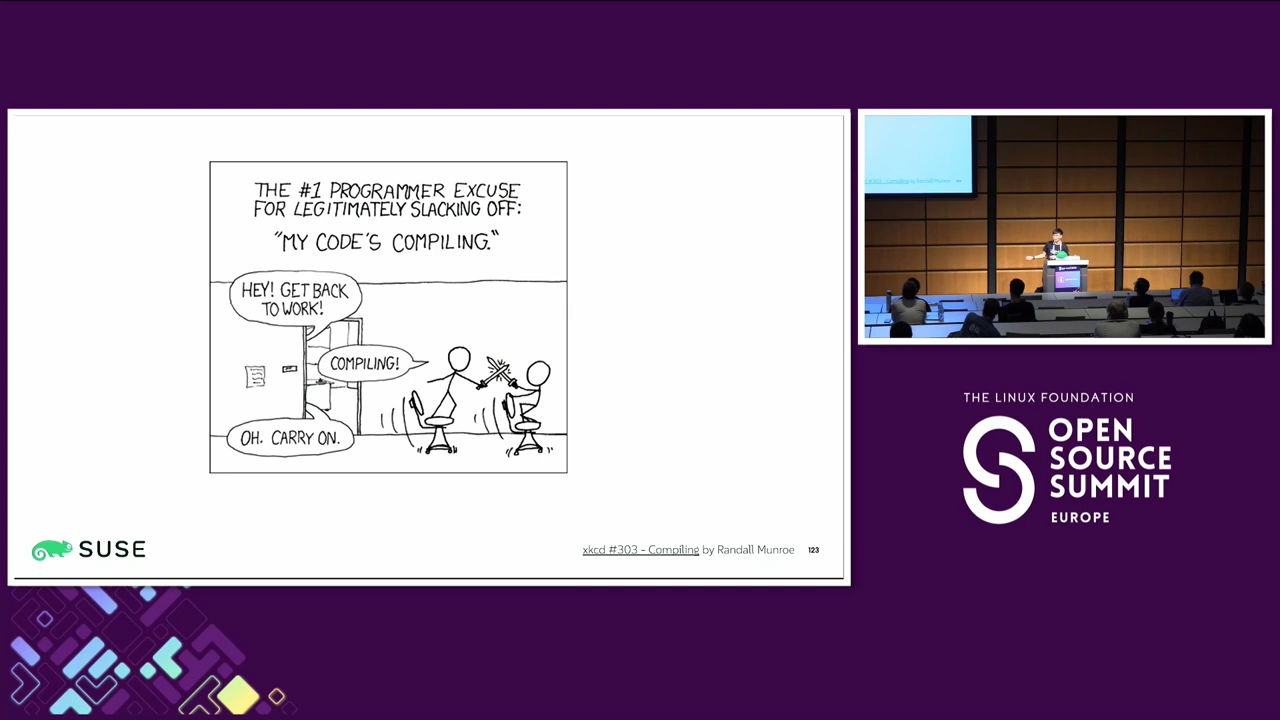 THE #1 PROGRAMMER EXCUSE
FOR LEGITIMATELY SLACKING OFF:
"MY CODE'S COMPILING."
HEY! GET BACK
TO WORK!
COMPILING!
OH. CARRY ON.
SUSE
xkcd #303 - Compiling by Randall Munroe 123
THE LINUX FOUNDATION
OPEN
SOURCE
SUMMIT
EUROPE